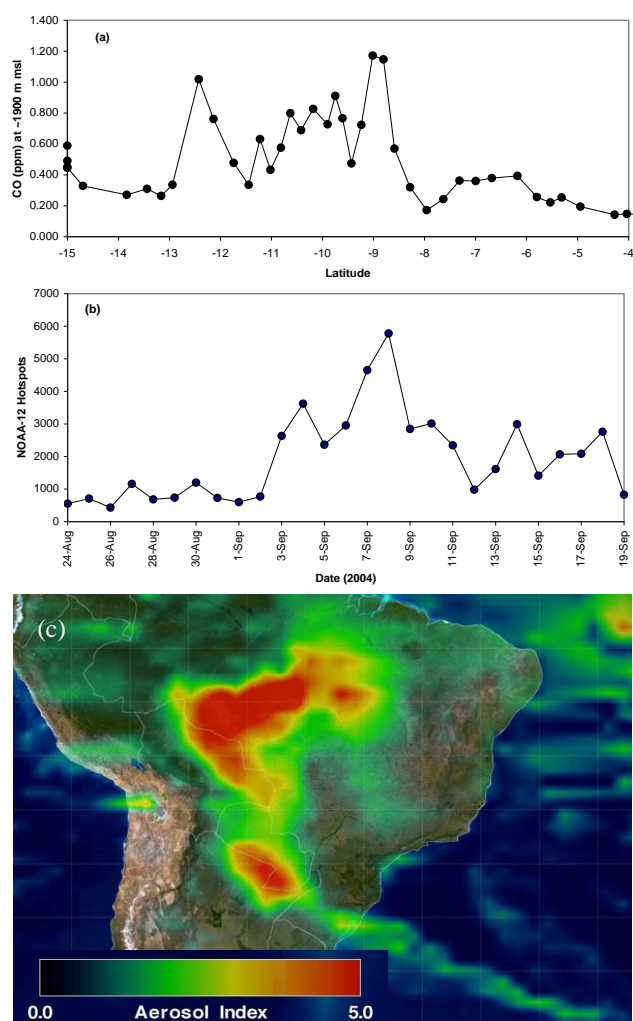 (a)
1.400
1.200
1.000
0.800
0.600
0.400
0.200
0.000
CO (ppm) at ~1900 m msl
-15 -14 -13 -12 -11 -10 -9 -8 -7 -6 -5 -4
Latitude
(b)
7000
6000
5000
4000
3000
2000
1000
0
NOAA-12 Hotspots
24-Aug 26-Aug 28-Aug 30-Aug 1-Sep 3-Sep 5-Sep 7-Sep 9-Sep 11-Sep 13-Sep 15-Sep 17-Sep 19-Sep
Date (2004)
(c)
0.0 Aerosol Index 5.0